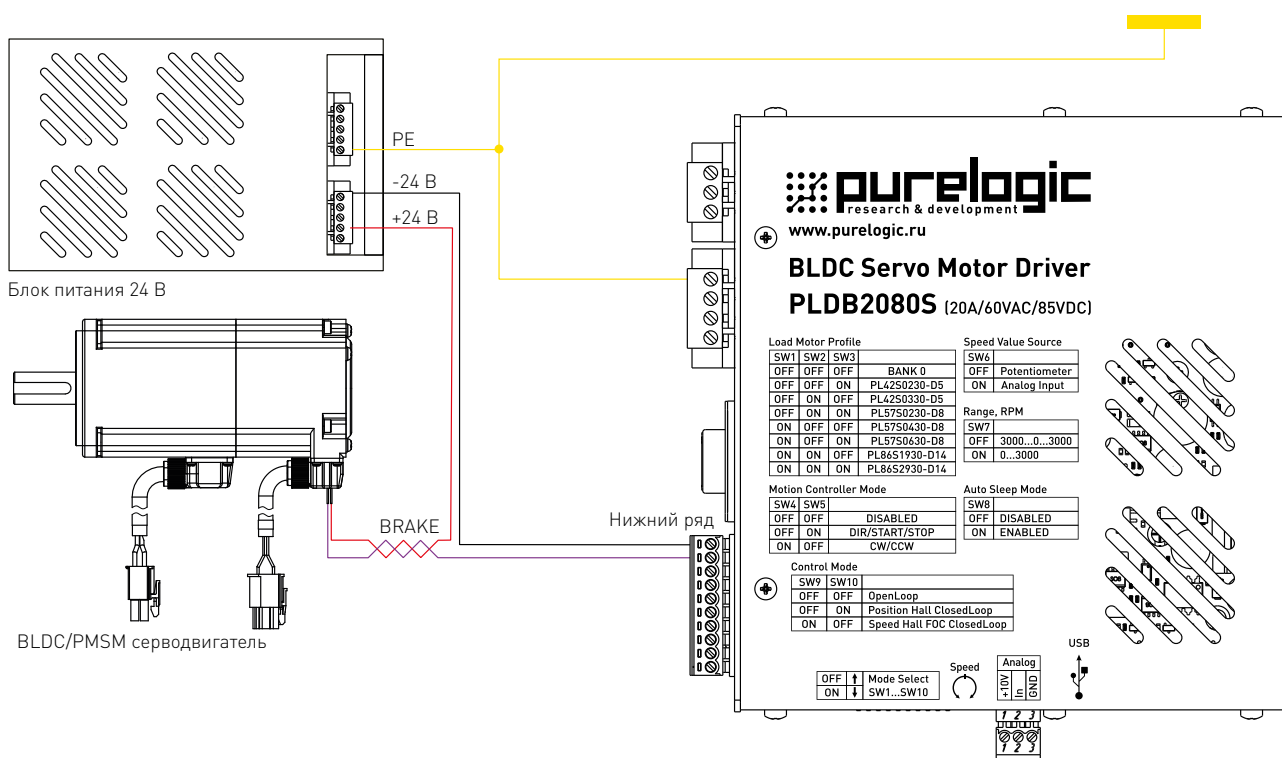 PE
-24 В
+24 В
Блок питания 24 В
BRAKE
BLDC/PMSM серводвигатель
Нижний ряд
purelogic
research & development
www.purelogic.ru
BLDC Servo Motor Driver
PLDB2080S (20A/60VAC/85VDC)
Load Motor Profile
SW1 SW2 SW3
OFF OFF OFF BANK 0
OFF OFF ON PL42S0230-D5
OFF ON OFF PL42S0330-D5
OFF ON ON PL57S0230-D8
ON OFF OFF PL57S0430-D8
ON OFF ON PL57S0630-D8
ON ON OFF PL86S1930-D14
ON ON ON PL86S2930-D14
Speed Value Source
SW6
OFF Potentiometer
ON Analog Input
Range, RPM
SW7
OFF 3000...0...3000
ON 0...3000
Motion Controller Mode
SW4 SW5
OFF OFF DISABLED
OFF ON DIR/START/STOP
ON OFF CW/CCW
Auto Sleep Mode
SW8
OFF DISABLED
ON ENABLED
Control Mode
SW9 SW10
OFF OFF OpenLoop
OFF ON Position Hall ClosedLoop
ON OFF Speed Hall FOC ClosedLoop
OFF ↑ Mode Select
ON ↓ SW1...SW10
Speed
Analog
+10V In GND
1 2 3
1 2 3
USB